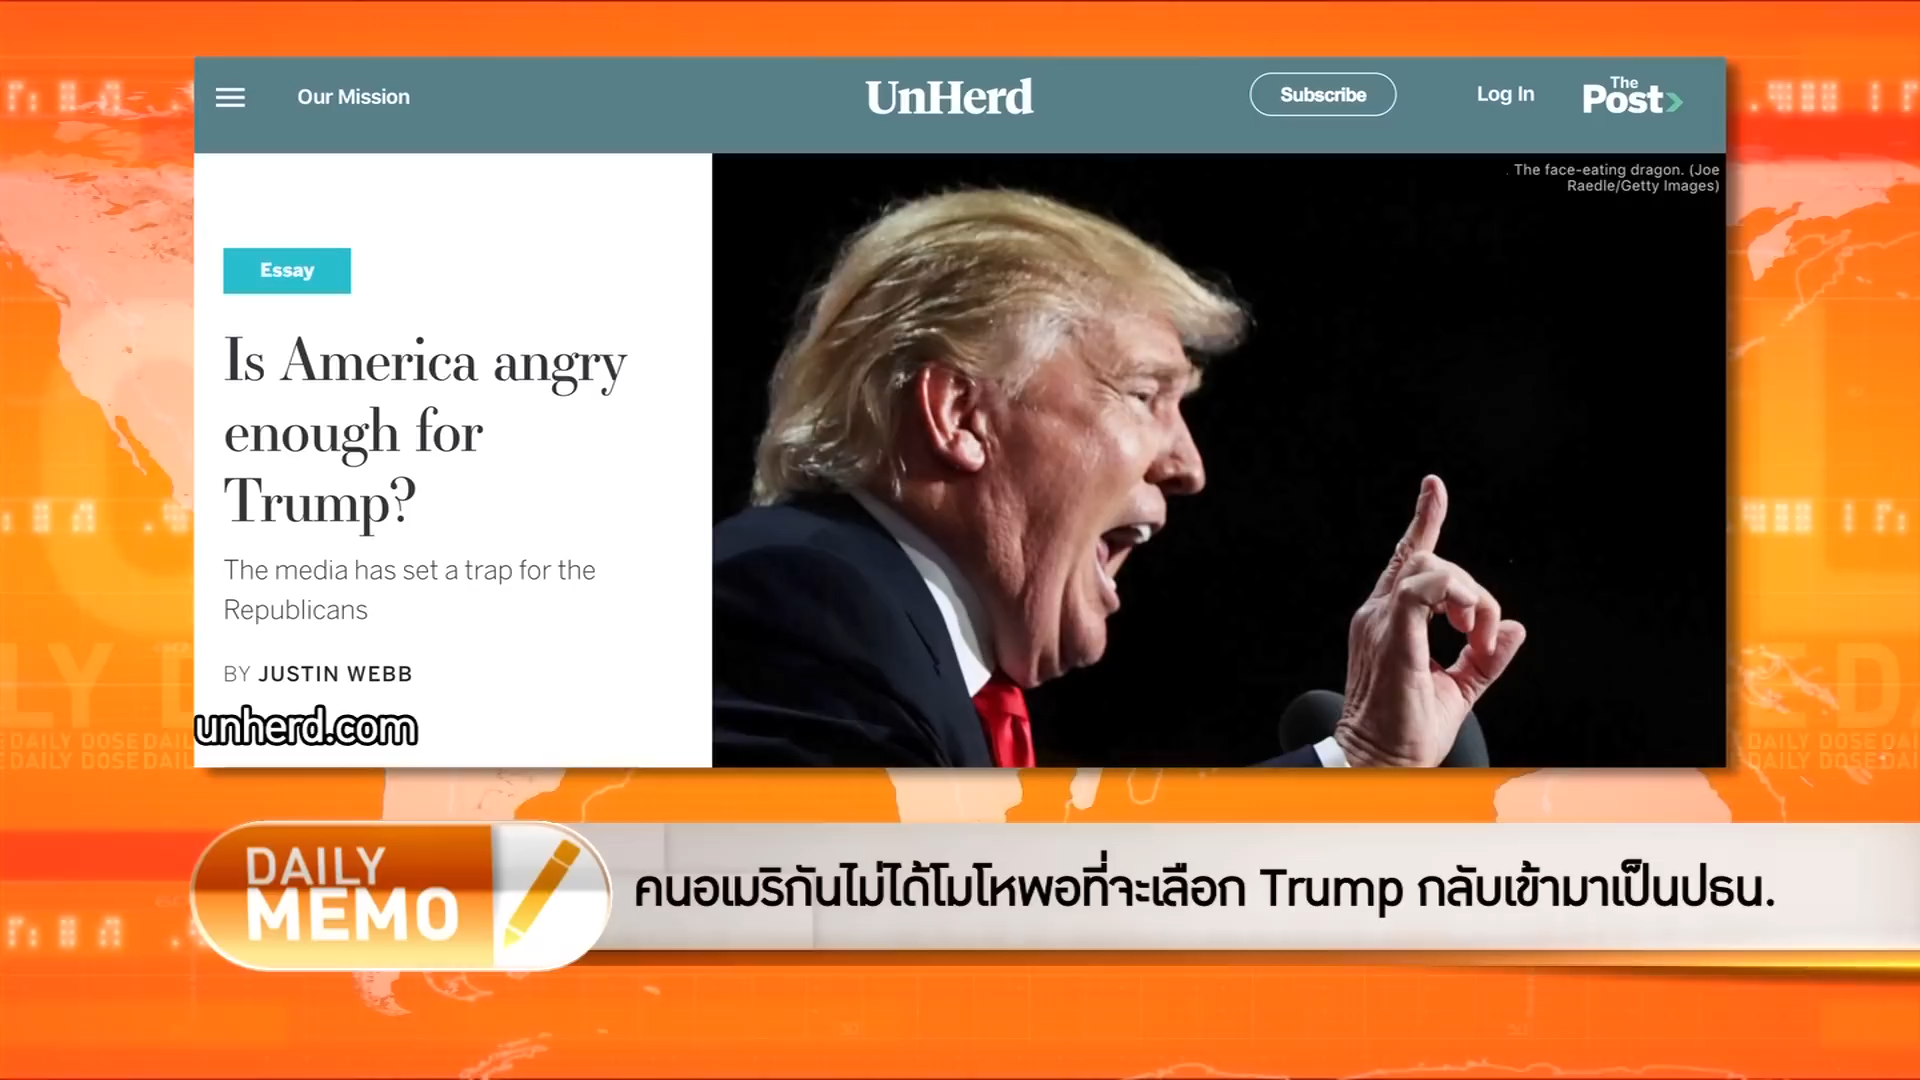 Our Mission
UnHerd
Subscribe
Log In
The
Post
. The face-eating dragon. (Joe
Raedle/Getty Images)
Essay
Is America angry
enough for
Trump?
The media has set a trap for the
Republicans
BY JUSTIN WEBB
unherd.com
DAILY
MEMO
คนอเมริกันไม่ได้โมโหพอที่จะเลือก Trump กลับเข้ามาเป็นปธน.